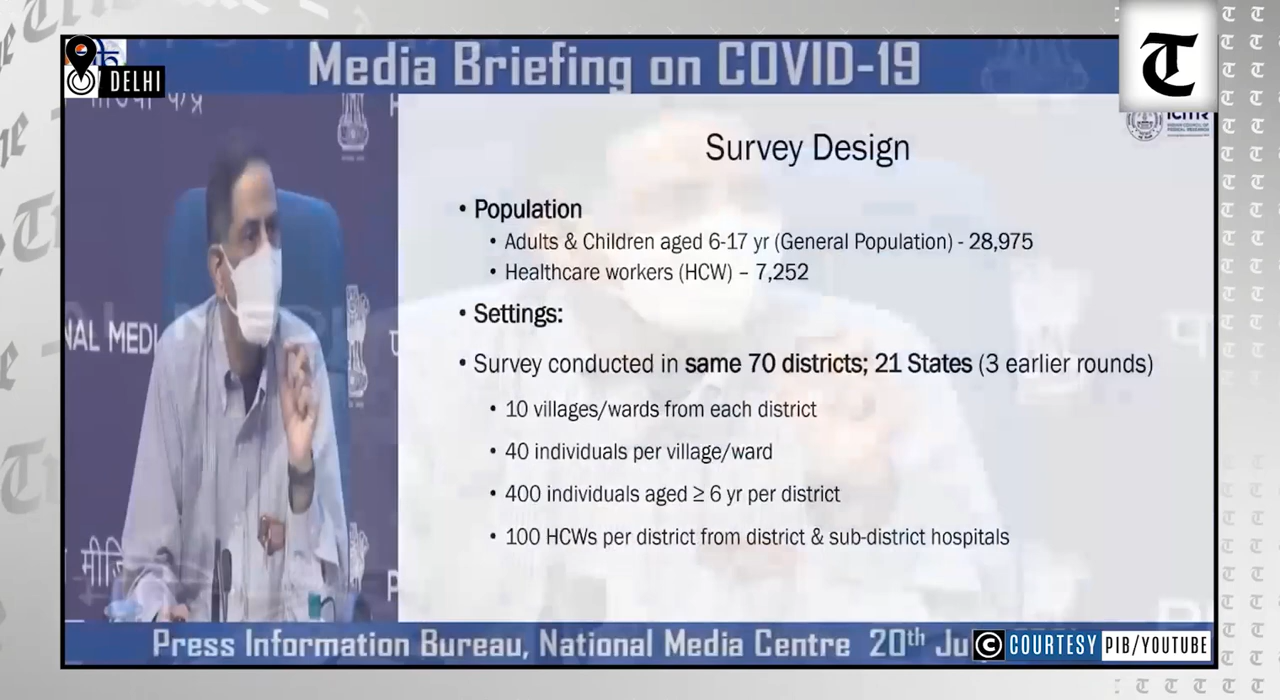 DELHI
Media Briefing on COVID-19
Survey Design
• Population
• Adults & Children aged 6-17 yr (General Population) - 28,975
• Healthcare workers (HCW) – 7,252
• Settings:
• Survey conducted in same 70 districts; 21 States (3 earlier rounds)
• 10 villages/wards from each district
• 40 individuals per village/ward
• 400 individuals aged ≥ 6 yr per district
• 100 HCWs per district from district & sub-district hospitals
NAL MEDI
Press Information Bureau, National Media Centre 20th Ju
© COURTESY PIB/YOUTUBE